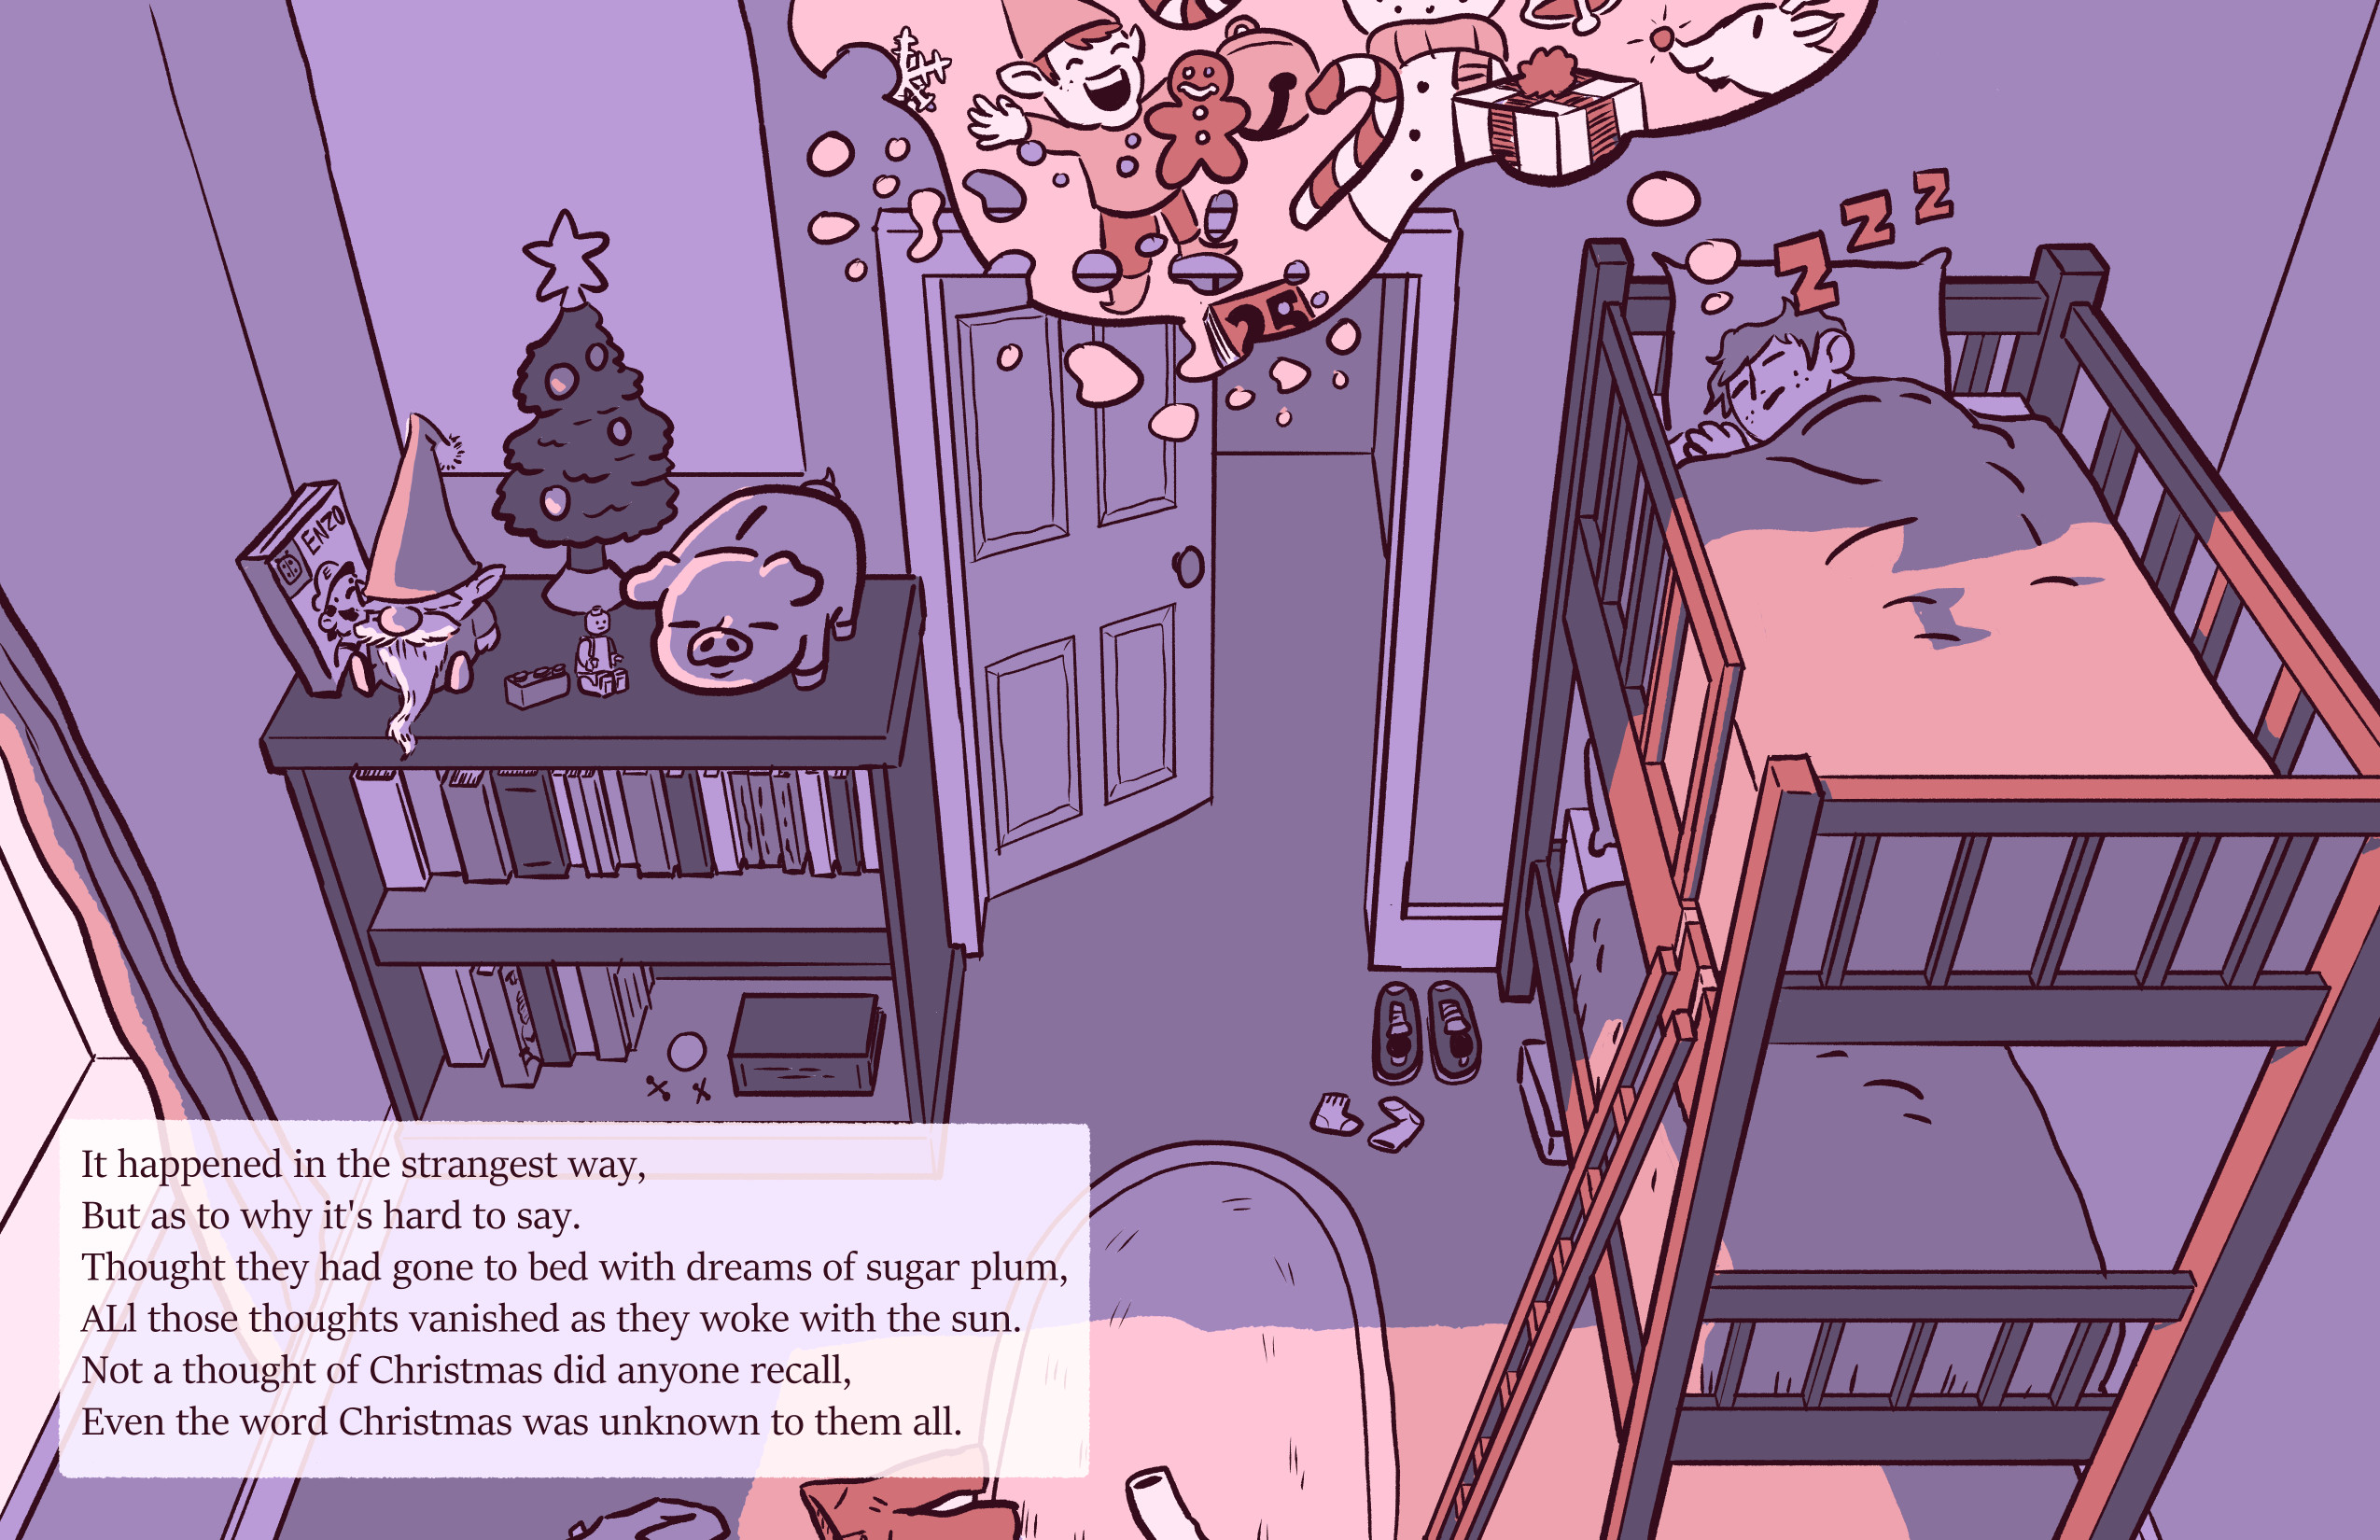 Z
Z
Z
ENZO
E
It happened in the strangest way,
But as to why it's hard to say.
Thought they had gone to bed with dreams of sugar plum,
ALl those thoughts vanished as they woke with the sun.
Not a thought of Christmas did anyone recall,
Even the word Christmas was unknown to them all.